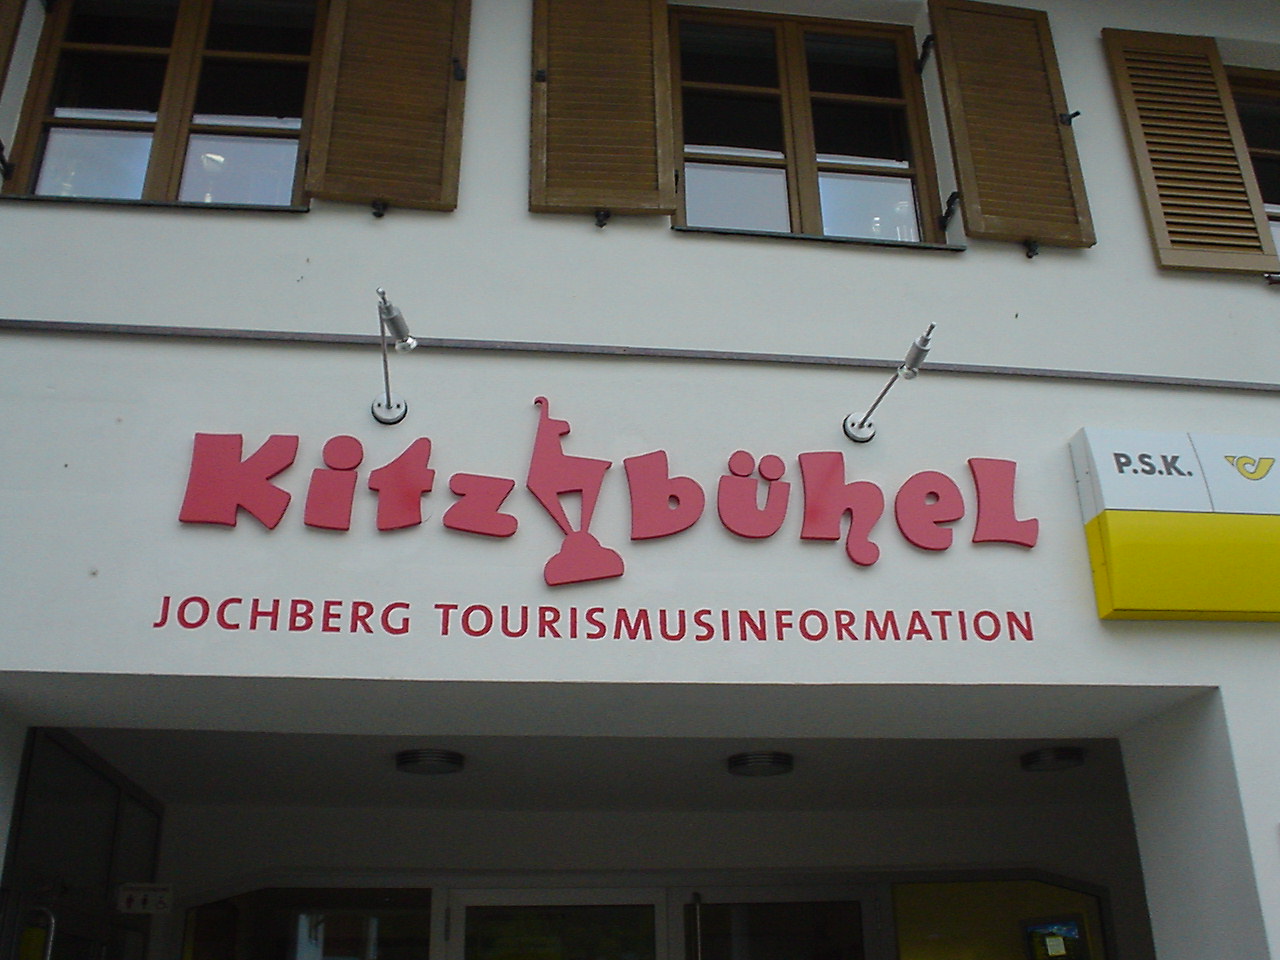 Kitzbühel
JOCHBERG TOURISMUSINFORMATION
P.S.K.